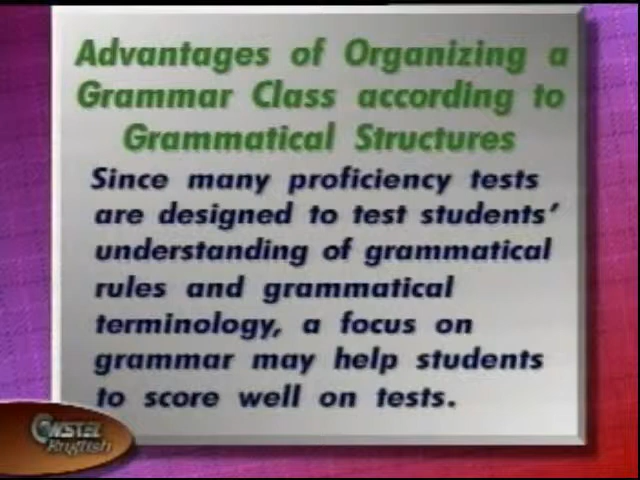 Advantages of Organizing a
Grammar Class according to
Grammatical Structures
Since many proficiency tests
are designed to test students'
understanding of grammatical
rules and grammatical
terminology, a focus on
grammar may help students
to score well on tests.
English